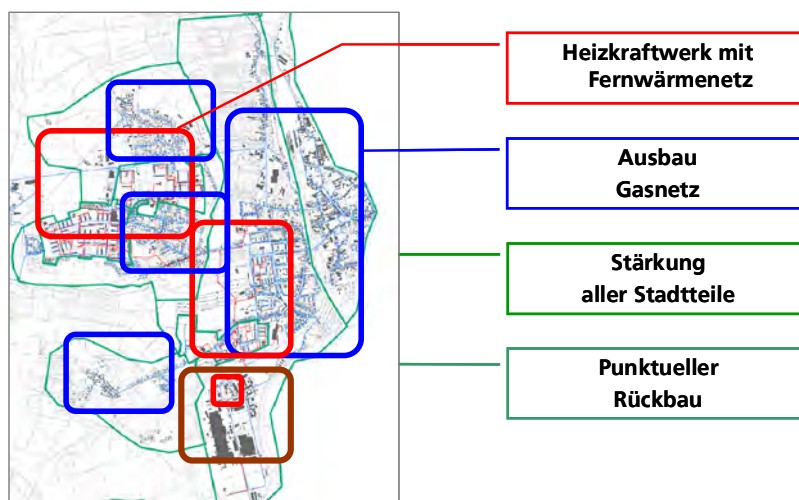 Heizkraftwerk mit
Fernwärmenetz
Ausbau
Gasnetz
Stärkung
aller Stadtteile
Punktueller
Rückbau